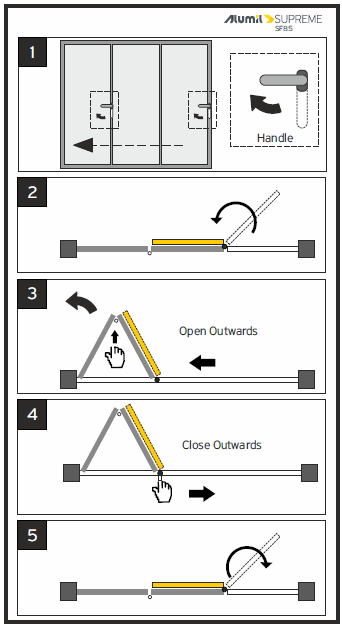 ALUMIL SUPREME
SF85
1
Handle
2
3
Open Outwards
4
Close Outwards
5